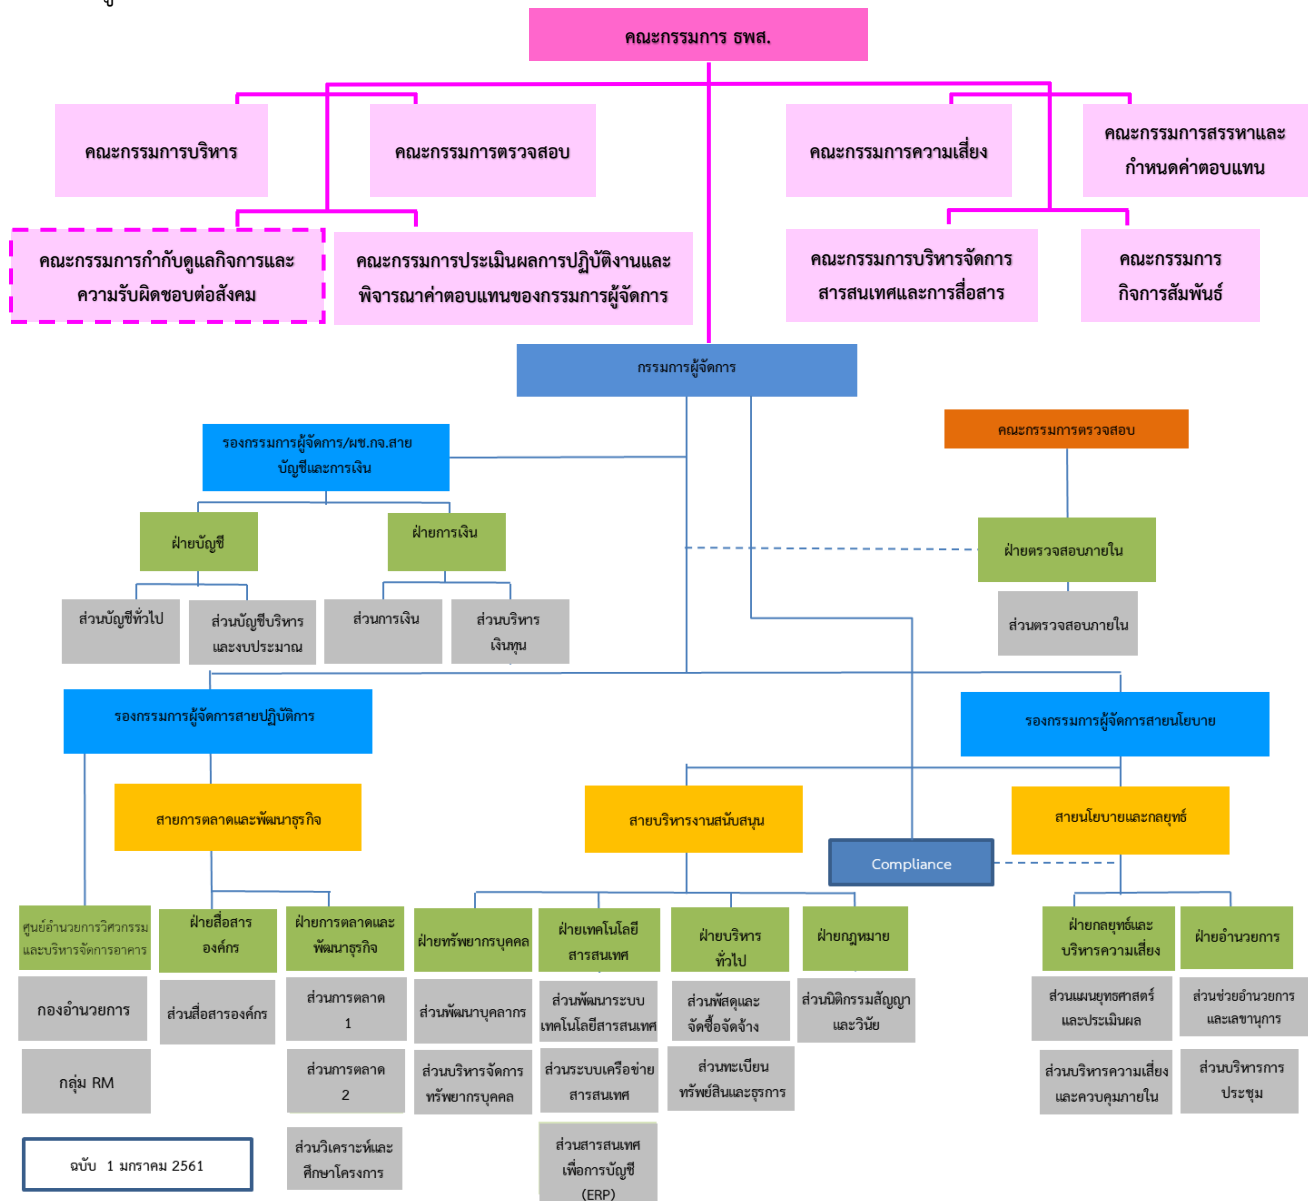 คณะกรรมการ ธพส.
คณะกรรมการบริหาร
คณะกรรมการตรวจสอบ
คณะกรรมการความเสี่ยง
คณะกรรมการสรรหาและ
กำหนดค่าตอบแทน
คณะกรรมการกำกับดูแลกิจการและ
ความรับผิดชอบต่อสังคม
คณะกรรมการประเมินผลการปฏิบัติงานและ
พิจารณาค่าตอบแทนของกรรมการผู้จัดการ
คณะกรรมการบริหารจัดการ
สารสนเทศและการสื่อสาร
คณะกรรมการ
กิจการสัมพันธ์
กรรมการผู้จัดการ
รองกรรมการผู้จัดการ/ผช.กจ.สาย
บัญชีและการเงิน
คณะกรรมการตรวจสอบ
ฝ่ายบัญชี
ฝ่ายการเงิน
ฝ่ายตรวจสอบภายใน
ส่วนบัญชีทั่วไป
ส่วนบัญชีบริหาร
และงบประมาณ
ส่วนการเงิน
ส่วนบริหาร
เงินทุน
ส่วนตรวจสอบภายใน
รองกรรมการผู้จัดการสายปฏิบัติการ
รองกรรมการผู้จัดการสายนโยบาย
สายการตลาดและพัฒนาธุรกิจ
สายบริหารงานสนับสนุน
สายนโยบายและกลยุทธ์
Compliance
ศูนย์อำนวยการวิศวกรรม
และบริหารจัดการอาคาร
ฝ่ายสื่อสาร
องค์กร
ฝ่ายการตลาดและ
พัฒนาธุรกิจ
ฝ่ายทรัพยากรบุคคล
ฝ่ายเทคโนโลยี
สารสนเทศ
ฝ่ายบริหาร
ทั่วไป
ฝ่ายกฎหมาย
ฝ่ายกลยุทธ์และ
บริหารความเสี่ยง
ฝ่ายอำนวยการ
กองอำนวยการ
ส่วนสื่อสารองค์กร
ส่วนการตลาด
1
ส่วนพัฒนาบุคลากร
ส่วนพัฒนาระบบ
เทคโนโลยีสารสนเทศ
ส่วนพัสดุและ
จัดซื้อจัดจ้าง
ส่วนนิติกรรมสัญญา
และวินัย
ส่วนแผนยุทธศาสตร์
และประเมินผล
ส่วนช่วยอำนวยการ
และเลขานุการ
กลุ่ม RM
ส่วนการตลาด
2
ส่วนบริหารจัดการ
ทรัพยากรบุคคล
ส่วนระบบเครือข่าย
สารสนเทศ
ส่วนทะเบียน
ทรัพย์สินและธุรการ
ส่วนบริหารความเสี่ยง
และควบคุมภายใน
ส่วนบริหารการ
ประชุม
ฉบับ 1 มกราคม 2561
ส่วนวิเคราะห์และ
ศึกษาโครงการ
ส่วนสารสนเทศ
เพื่อการบัญชี
(ERP)